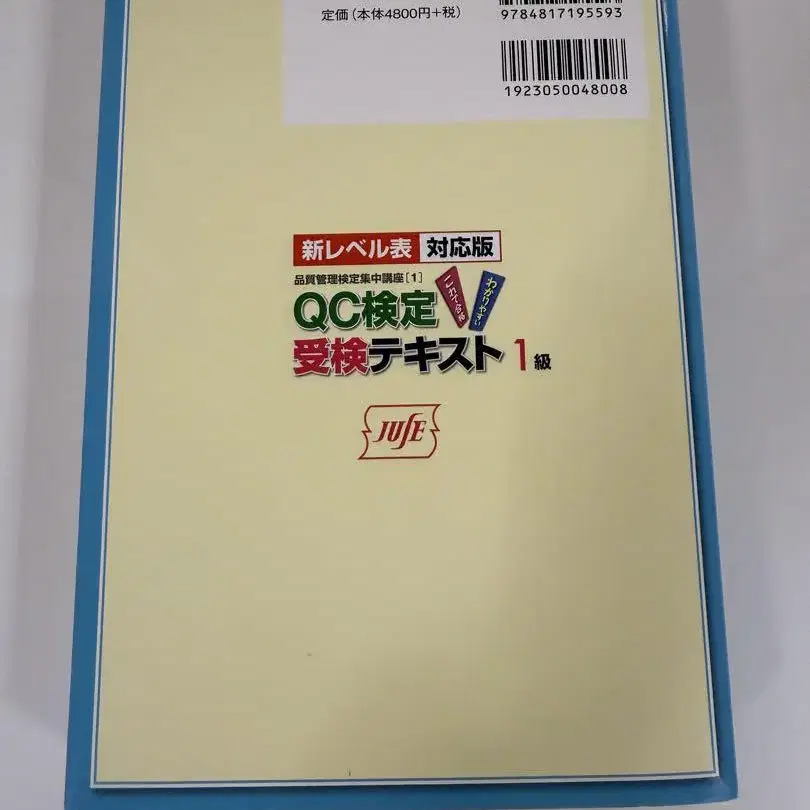 定価（本体4800円+税）
9784817195593
1923050048008
新レベル表 対応版
品質管理検定集中講座[1]
QC検定
これで合格
わかりやすい
受検テキスト 1級
JUSE